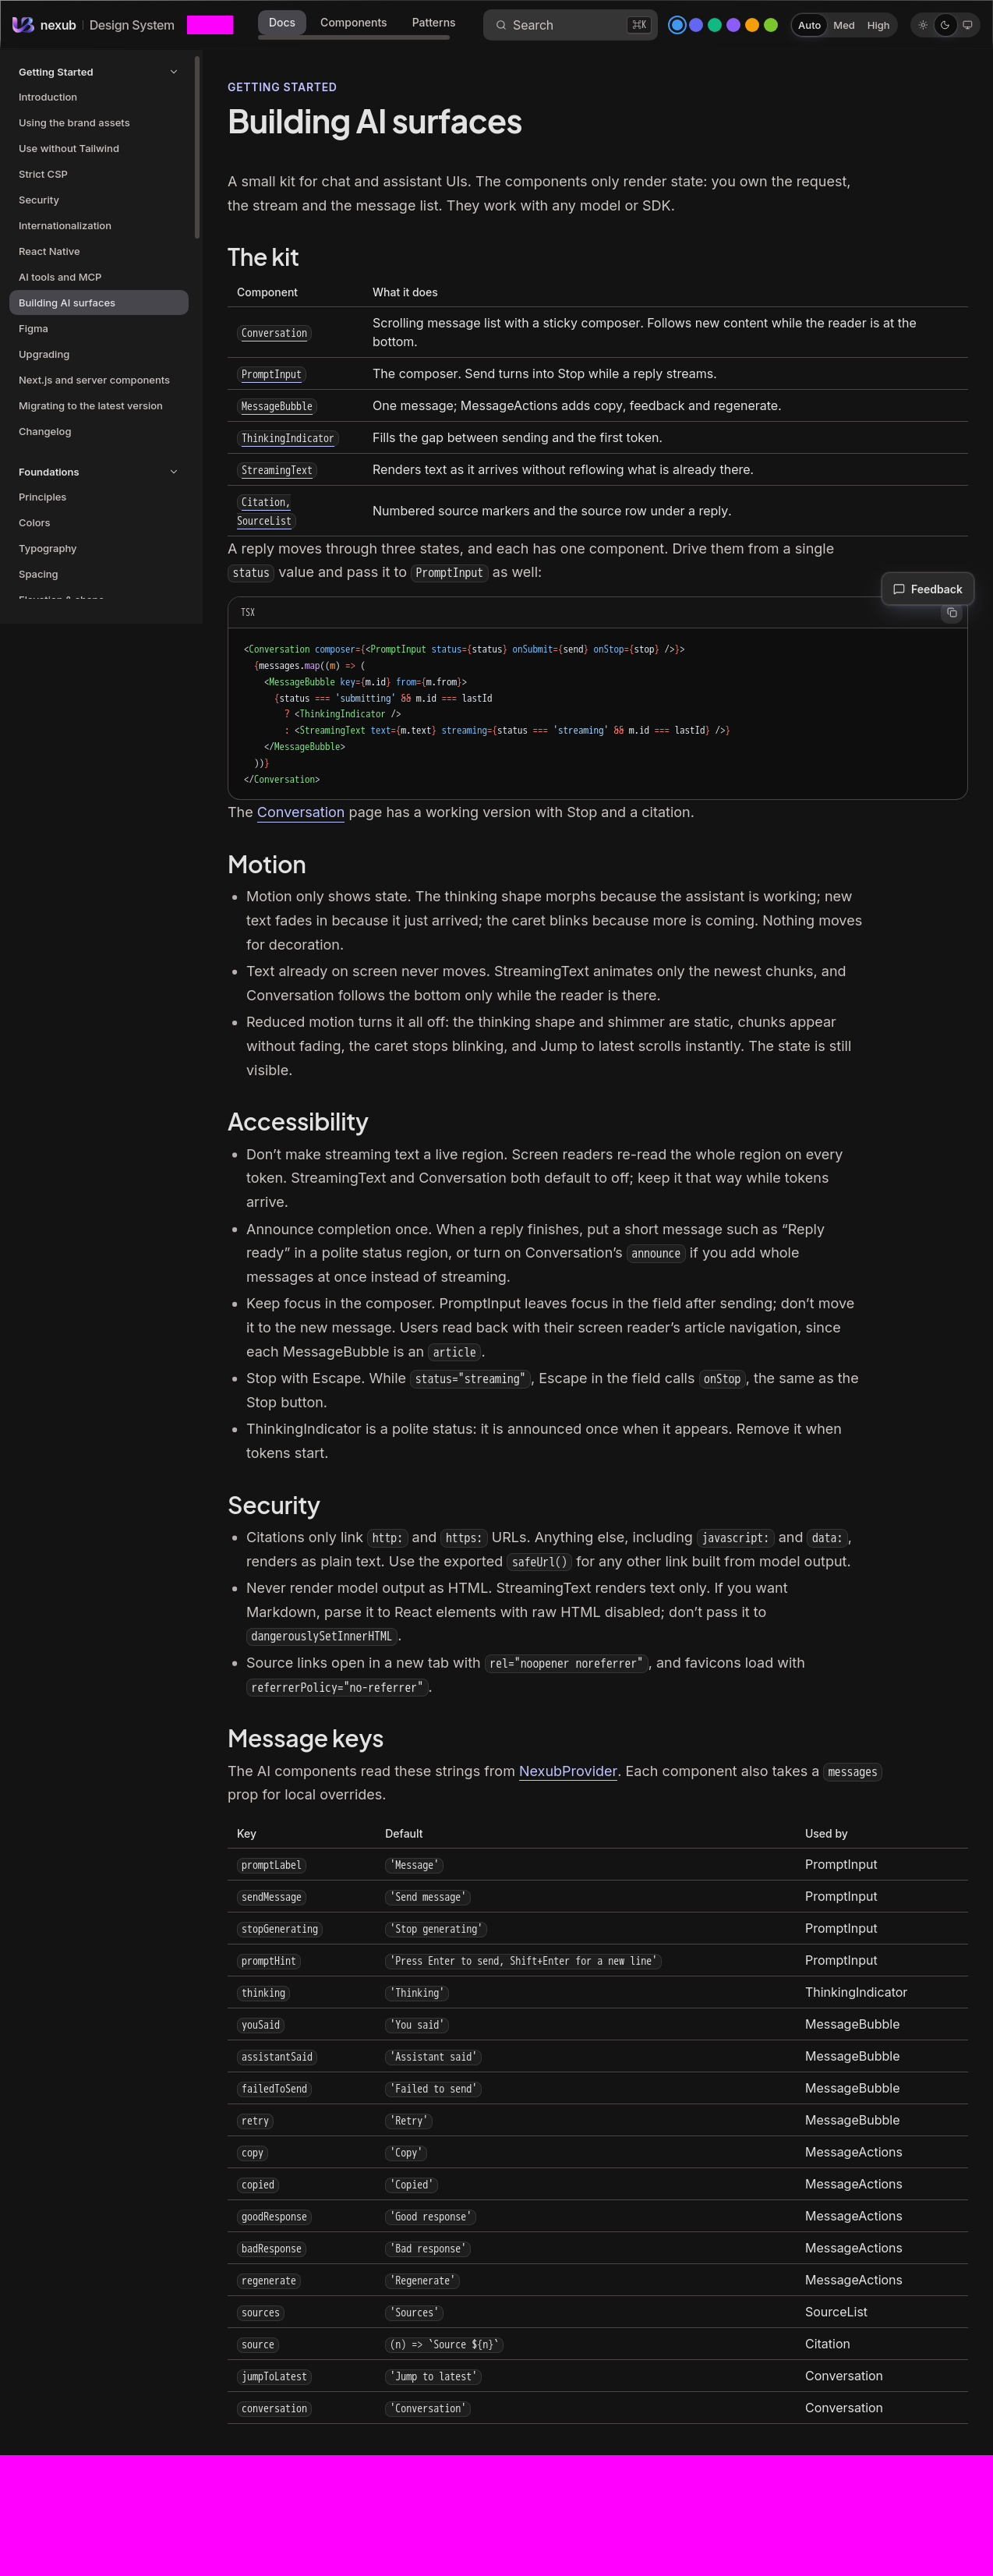 nexub Design System
Docs Components Patterns
Search ⌘K
Auto Med High
Getting Started
Introduction
Using the brand assets
Use without Tailwind
Strict CSP
Security
Internationalization
React Native
AI tools and MCP
Building AI surfaces
Figma
Upgrading
Next.js and server components
Migrating to the latest version
Changelog
Foundations
Principles
Colors
Typography
Spacing
GETTING STARTED
Building AI surfaces
A small kit for chat and assistant UIs. The components only render state: you own the request,
the stream and the message list. They work with any model or SDK.
The kit
Component What it does
Conversation Scrolling message list with a sticky composer. Follows new content while the reader is at the
bottom.
PromptInput The composer. Send turns into Stop while a reply streams.
MessageBubble One message; MessageActions adds copy, feedback and regenerate.
ThinkingIndicator Fills the gap between sending and the first token.
StreamingText Renders text as it arrives without reflowing what is already there.
Citation,
SourceList Numbered source markers and the source row under a reply.
A reply moves through three states, and each has one component. Drive them from a single
status value and pass it to PromptInput as well:
Feedback
TSX
<Conversation composer={<PromptInput status={status} onSubmit={send} onStop={stop} />}>
{messages.map((m) => (
<MessageBubble key={m.id} from={m.from}>
{status === 'submitting' && m.id === lastId
? <ThinkingIndicator />
: <StreamingText text={m.text} streaming={status === 'streaming' && m.id === lastId} />}
</MessageBubble>
))}
</Conversation>
The Conversation page has a working version with Stop and a citation.
Motion
• Motion only shows state. The thinking shape morphs because the assistant is working; new
text fades in because it just arrived; the caret blinks because more is coming. Nothing moves
for decoration.
• Text already on screen never moves. StreamingText animates only the newest chunks, and
Conversation follows the bottom only while the reader is there.
• Reduced motion turns it all off: the thinking shape and shimmer are static, chunks appear
without fading, the caret stops blinking, and Jump to latest scrolls instantly. The state is still
visible.
Accessibility
• Don’t make streaming text a live region. Screen readers re-read the whole region on every
token. StreamingText and Conversation both default to off; keep it that way while tokens
arrive.
• Announce completion once. When a reply finishes, put a short message such as “Reply
ready” in a polite status region, or turn on Conversation’s announce if you add whole
messages at once instead of streaming.
• Keep focus in the composer. PromptInput leaves focus in the field after sending; don’t move
it to the new message. Users read back with their screen reader’s article navigation, since
each MessageBubble is an article.
• Stop with Escape. While status="streaming", Escape in the field calls onStop, the same as the
Stop button.
• ThinkingIndicator is a polite status: it is announced once when it appears. Remove it when
tokens start.
Security
• Citations only link http: and https: URLs. Anything else, including javascript: and data:,
renders as plain text. Use the exported safeUrl() for any other link built from model output.
• Never render model output as HTML. StreamingText renders text only. If you want
Markdown, parse it to React elements with raw HTML disabled; don’t pass it to
dangerouslySetInnerHTML.
• Source links open in a new tab with rel="noopener noreferrer", and favicons load with
referrerPolicy="no-referrer".
Message keys
The AI components read these strings from NexubProvider. Each component also takes a messages
prop for local overrides.
Key Default Used by
promptLabel 'Message' PromptInput
sendMessage 'Send message' PromptInput
stopGenerating 'Stop generating' PromptInput
promptHint 'Press Enter to send, Shift+Enter for a new line' PromptInput
thinking 'Thinking' ThinkingIndicator
youSaid 'You said' MessageBubble
assistantSaid 'Assistant said' MessageBubble
failedToSend 'Failed to send' MessageBubble
retry 'Retry' MessageBubble
copy 'Copy' MessageActions
copied 'Copied' MessageActions
goodResponse 'Good response' MessageActions
badResponse 'Bad response' MessageActions
regenerate 'Regenerate' MessageActions
sources 'Sources' SourceList
source (n) => `Source ${n}` Citation
jumpToLatest 'Jump to latest' Conversation
conversation 'Conversation' Conversation